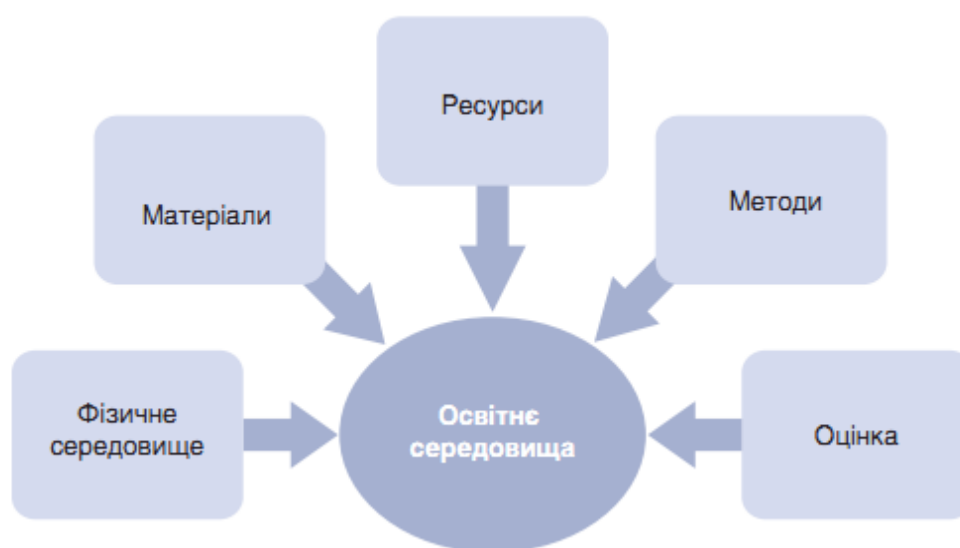 Ресурси
Матеріали
Методи
Фізичне
середовище
Освітнє
середовища
Оцінка